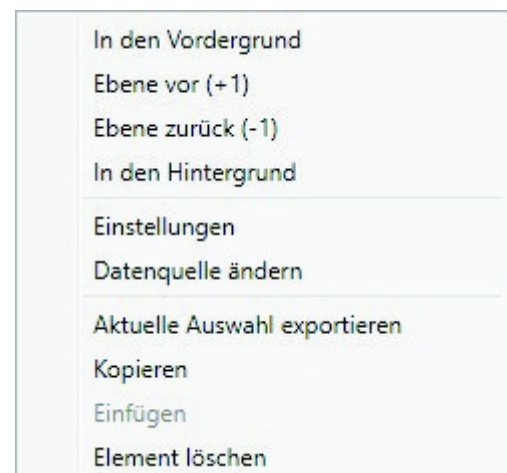 In den Vordergrund
Ebene vor (+1)
Ebene zurück (-1)
In den Hintergrund
Einstellungen
Datenquelle ändern
Aktuelle Auswahl exportieren
Kopieren
Einfügen
Element löschen